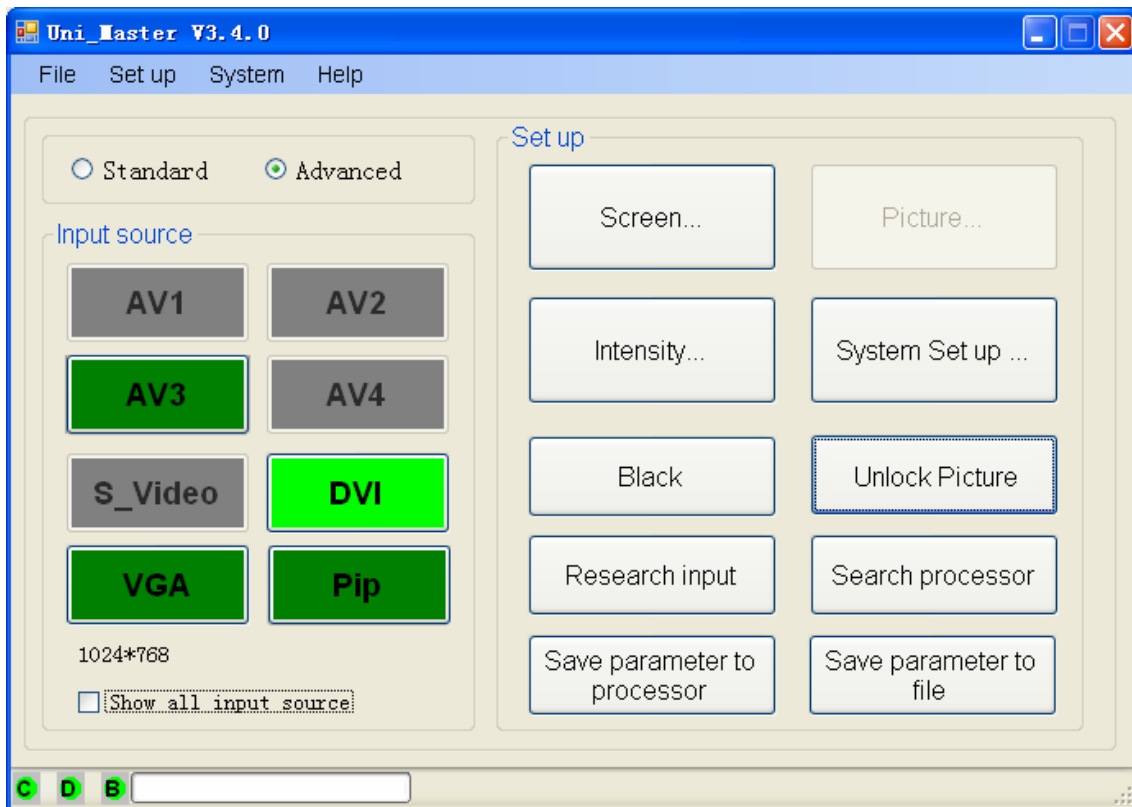 Uni_Master V3.4.0
File Set up System Help
Standard Advanced
Input source
AV1 AV2
AV3 AV4
S_Video DVI
VGA Pip
1024*768
Show all input source
Set up
Screen... Picture...
Intensity... System Set up ...
Black Unlock Picture
Research input Search processor
Save parameter to
processor
Save parameter to
file
C D B